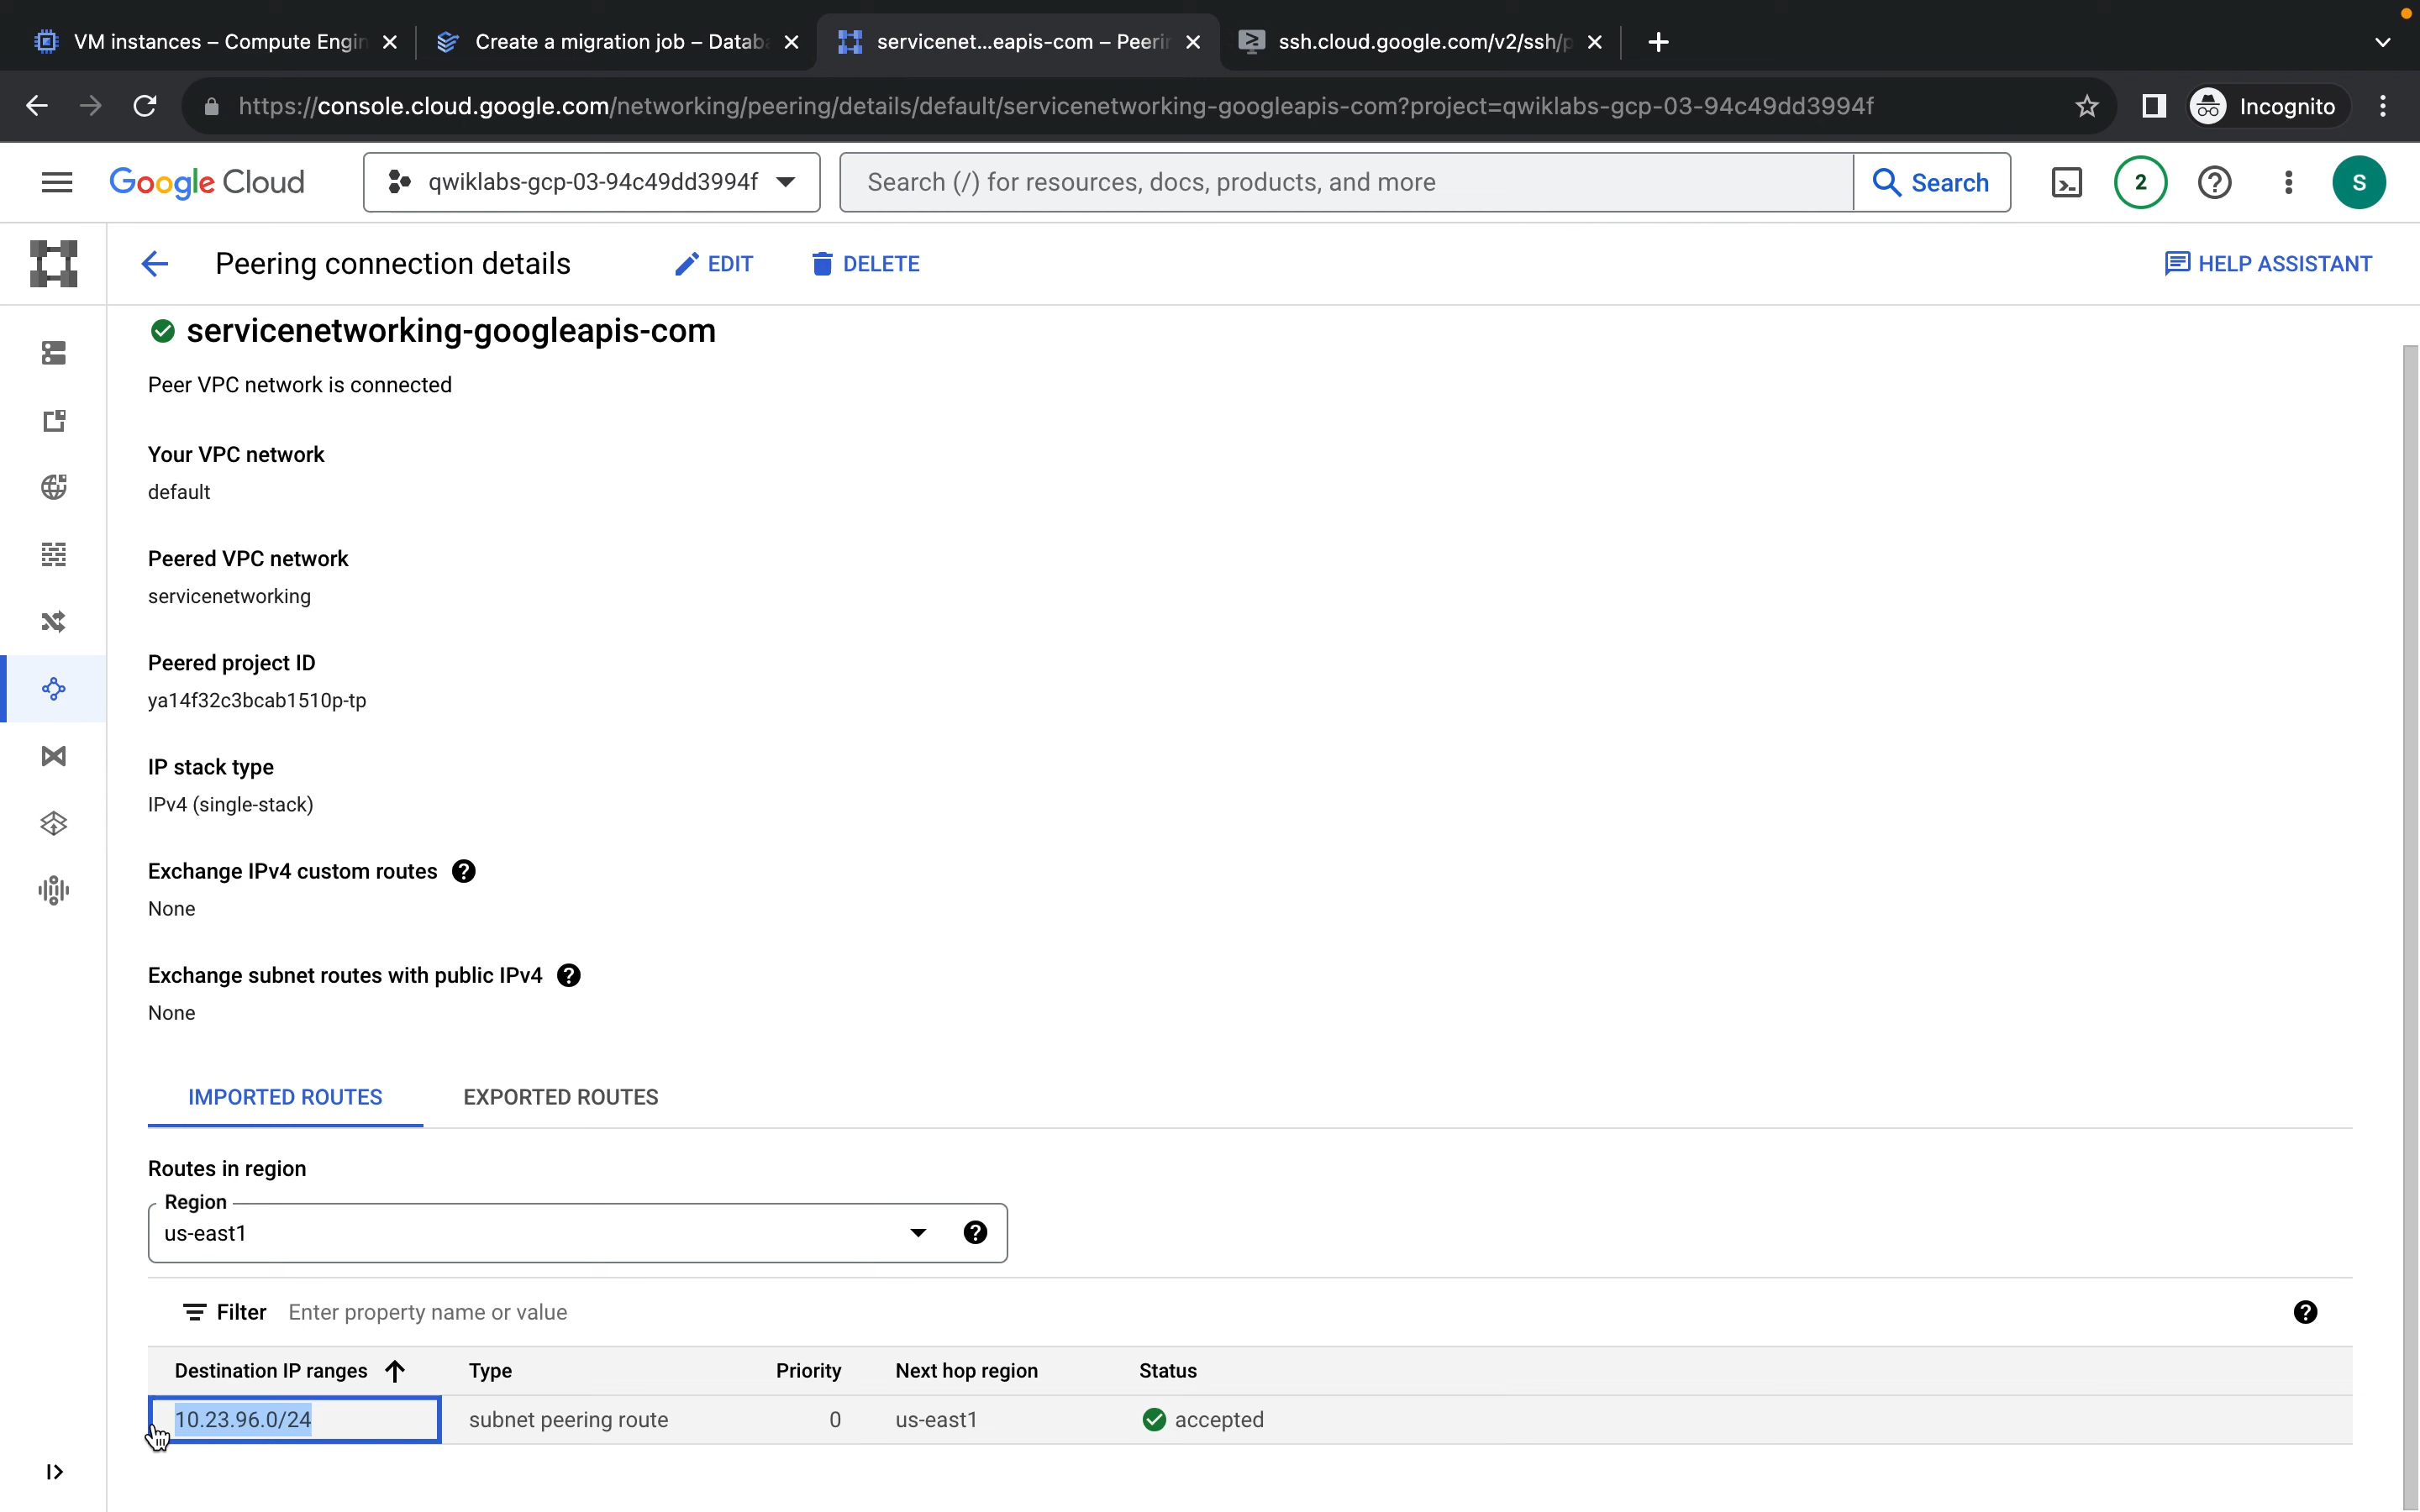 VM instances – Compute Engin
Create a migration job – Datab
servicenet...eapis-com – Peerin
ssh.cloud.google.com/v2/ssh/p
https://console.cloud.google.com/networking/peering/details/default/servicenetworking-googleapis-com?project=qwiklabs-gcp-03-94c49dd3994f
Incognito
Google Cloud
qwiklabs-gcp-03-94c49dd3994f
Search (/) for resources, docs, products, and more
Search
2
S
Peering connection details
EDIT
DELETE
HELP ASSISTANT
servicenetworking-googleapis-com
Peer VPC network is connected
Your VPC network
default
Peered VPC network
servicenetworking
Peered project ID
ya14f32c3bcab1510p-tp
IP stack type
IPv4 (single-stack)
Exchange IPv4 custom routes
None
Exchange subnet routes with public IPv4
None
IMPORTED ROUTES
EXPORTED ROUTES
Routes in region
Region
us-east1
Filter Enter property name or value
Destination IP ranges Type Priority Next hop region Status
10.23.96.0/24 subnet peering route 0 us-east1 accepted